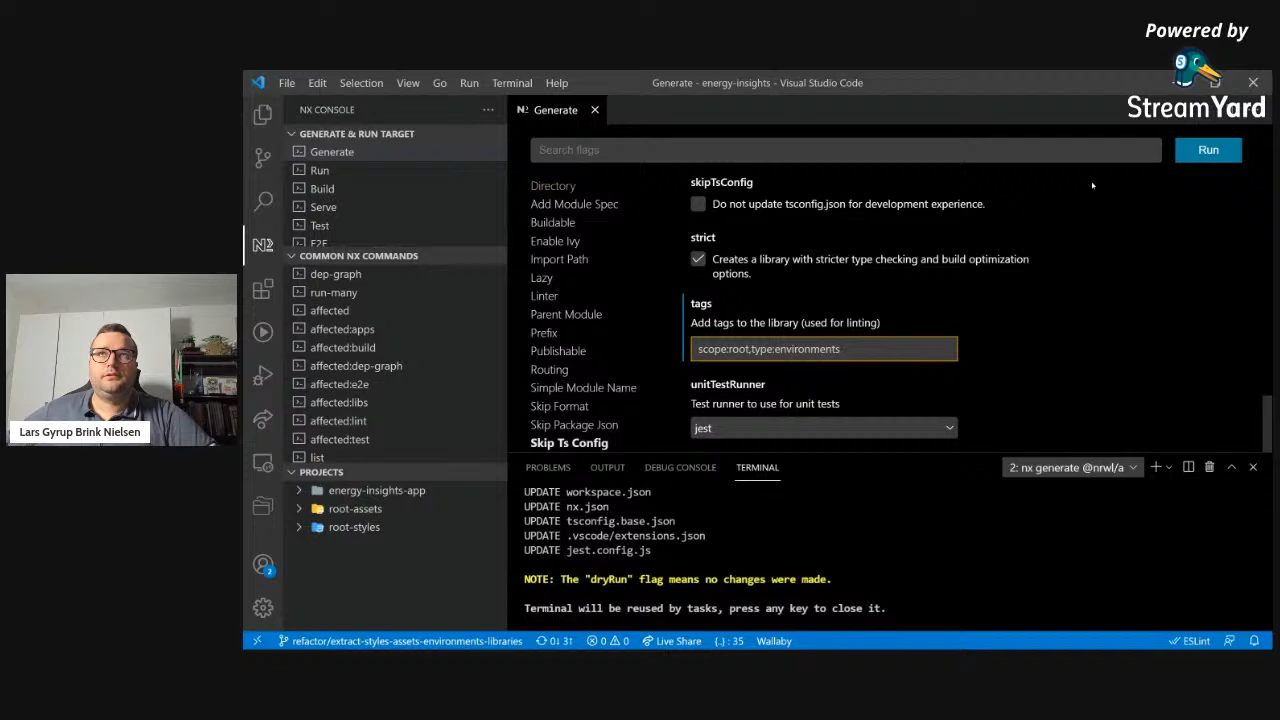 Powered by
StreamYard
File Edit Selection View Go Run Terminal Help
Generate - energy-insights - Visual Studio Code
NX CONSOLE
Generate
GENERATE & RUN TARGET
Generate
Run
Build
Serve
Test
E2E
COMMON NX COMMANDS
dep-graph
run-many
affected
affected:apps
affected:build
affected:dep-graph
affected:e2e
affected:libs
affected:lint
affected:test
list
PROJECTS
energy-insights-app
root-assets
root-styles
Search flags
Run
Directory
Add Module Spec
Buildable
Enable Ivy
Import Path
Lazy
Linter
Parent Module
Prefix
Publishable
Routing
Simple Module Name
Skip Format
Skip Package Json
Skip Ts Config
skipTsConfig
Do not update tsconfig.json for development experience.
strict
Creates a library with stricter type checking and build optimization
options.
tags
Add tags to the library (used for linting)
scope:root,type:environments
unitTestRunner
Test runner to use for unit tests
jest
PROBLEMS OUTPUT DEBUG CONSOLE TERMINAL
2: nx generate @nrwl/a
UPDATE workspace.json
UPDATE nx.json
UPDATE tsconfig.base.json
UPDATE .vscode/extensions.json
UPDATE jest.config.js
NOTE: The "dryRun" flag means no changes were made.
Terminal will be reused by tasks, press any key to close it.
2
refactor/extract-styles-assets-environments-libraries 0↓ 3↑ 0 0 Live Share {..} : 35 Wallaby ESLint
Lars Gyrup Brink Nielsen